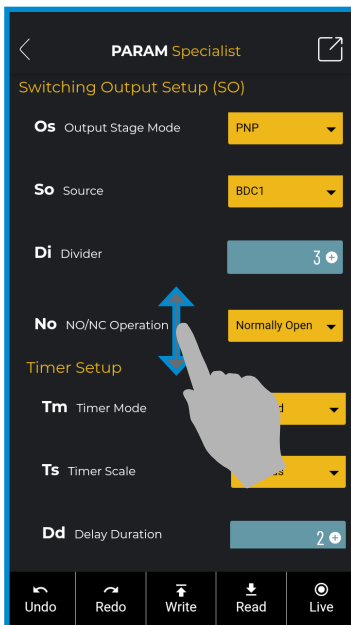 PARAM Specialist
Switching Output Setup (SO)
Os Output Stage Mode PNP
So Source BDC1
Di Divider 3
No NO/NC Operation Normally Open
Timer Setup
Tm Timer Mode
Ts Timer Scale
Dd Delay Duration 2
Undo Redo Write Read Live